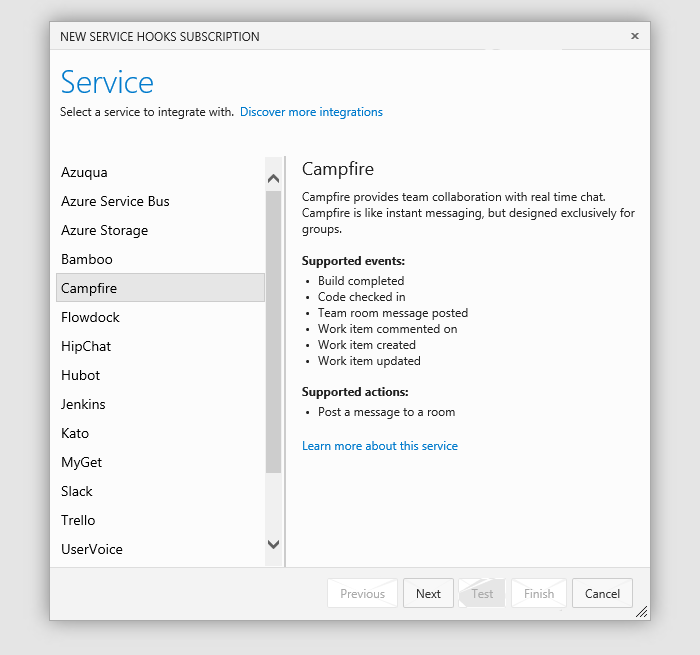 NEW SERVICE HOOKS SUBSCRIPTION
Service
Select a service to integrate with. Discover more integrations
Azuqua
Azure Service Bus
Azure Storage
Bamboo
Campfire
Flowdock
HipChat
Hubot
Jenkins
Kato
MyGet
Slack
Trello
UserVoice
Campfire
Campfire provides team collaboration with real time chat.
Campfire is like instant messaging, but designed exclusively for
groups.
Supported events:
• Build completed
• Code checked in
• Team room message posted
• Work item commented on
• Work item created
• Work item updated
Supported actions:
• Post a message to a room
Learn more about this service
Previous Next Test Finish Cancel